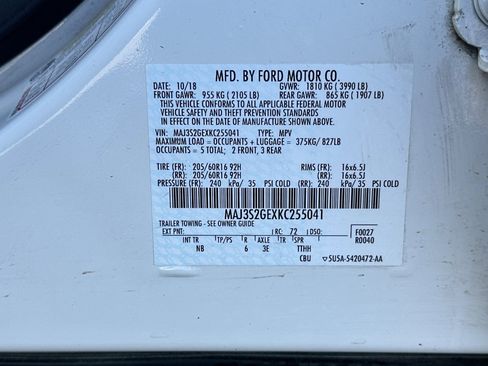 MFD. BY FORD MOTOR CO.
DATE: 10/18 GVWR: 1810 KG ( 3990 LB)
FRONT GAWR: 955 KG ( 2105 LB) REAR GAWR: 865 KG ( 1907 LB)
THIS VEHICLE CONFORMS TO ALL APPLICABLE FEDERAL MOTOR
VEHICLE SAFETY AND THEFT PREVENTION STANDARDS IN
EFFECT ON THE DATE OF MANUFACTURE SHOWN ABOVE.
VIN: MAJ3S2GEXKC255041 TYPE: MPV
MAXIMUM LOAD = OCCUPANTS + LUGGAGE = 375KG/ 827LB
OCCUPANTS = 5 TOTAL; 2 FRONT, 3 REAR
TIRE (FR): 205/60R16 92H RIMS (FR): 16x6.5J
(RR): 205/60R16 92H (RR): 16x6.5J
PRESSURE (FR): 240 kPa/ 35 PSI COLD (RR): 240 kPa/ 35 PSI COLD
MAJ3S2GEXKC255041
TRAILER TOWING - SEE OWNER GUIDE
EXT PNT: RC: 72 DSO: F0027
R0040
INT TR TP/PS R AXLE TR SPR
NB 6 3E TTHH
CBU 5U5A-5420472-AA